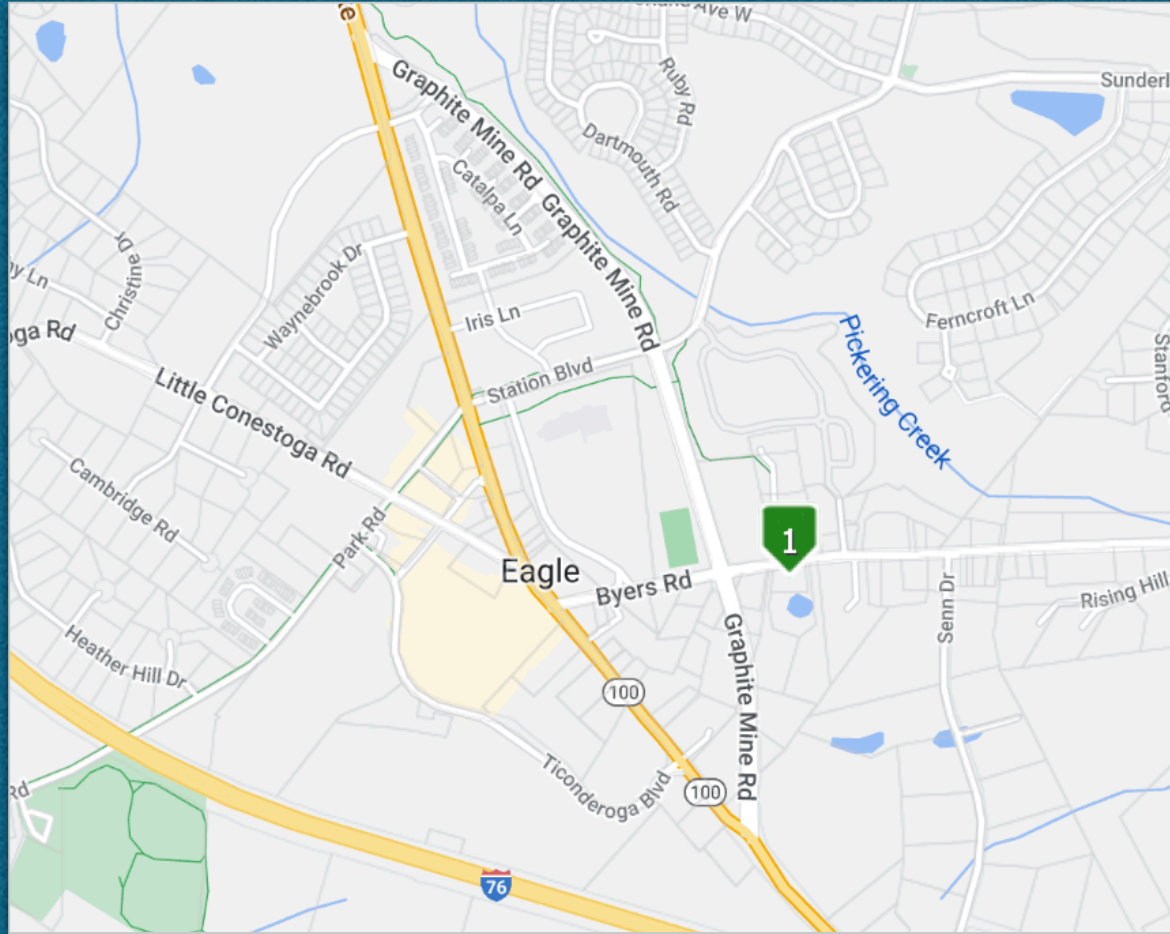 Ave W
Graphite Mine Rd
Ruby Rd
Sunderl
Dartmouth Rd
Catalpa Ln
Graphite Mine Rd
Christine Dr
Waynebrook Dr
y Ln
oga Rd
Iris Ln
Ferncroft Ln
Pickering Creek
Stanford
Little Conestoga Rd
Station Blvd
Cambridge Rd
Park Rd
1
Eagle
Byers Rd
Senn Dr
Rising Hill
Heather Hill Dr
Graphite Mine Rd
100
Ticonderoga Blvd
100
Rd
76